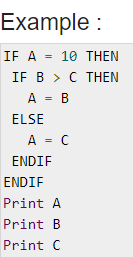 Example :
IF A = 10 THEN
 IF B > C THEN
   A = B
 ELSE
   A = C
 ENDIF
ENDIF
Print A
Print B
Print C